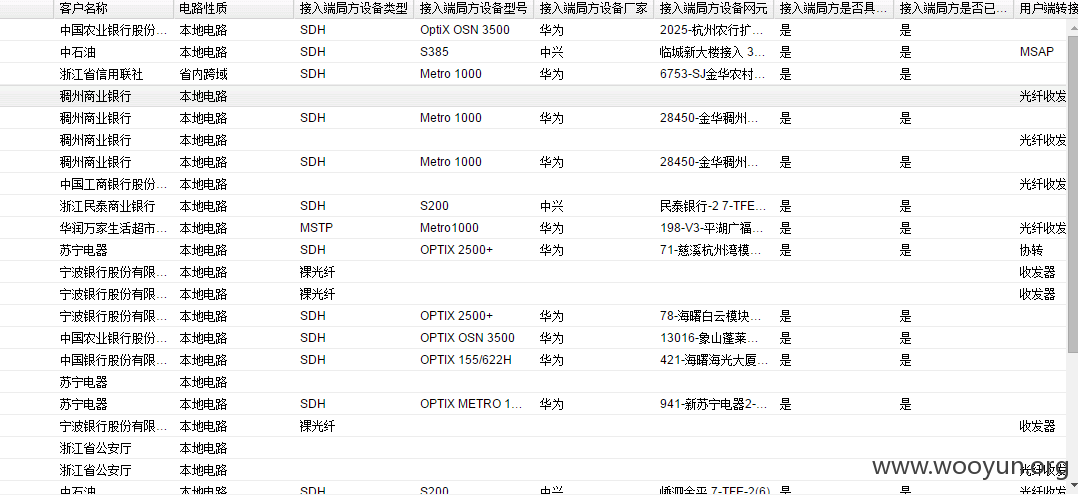 客户名称 电路性质 接入端局方设备类型 接入端局方设备型号 接入端局方设备厂家 接入端局方设备网元 接入端局方是否具... 接入端局方是否已... 用户端转接
中国农业银行股份... 本地电路 SDH OptiX OSN 3500 华为 2025-杭州农行扩... 是 是
中石油 本地电路 SDH S385 中兴 临城新大楼接入 3... 是 是 MSAP
浙江省信用联社 省内跨域 SDH Metro 1000 华为 6753-SJ金华农村... 是 是
稠州商业银行 本地电路 光纤收发
稠州商业银行 本地电路 SDH Metro 1000 华为 28450-金华稠州... 是 是
稠州商业银行 本地电路 光纤收发
稠州商业银行 本地电路 SDH Metro 1000 华为 28450-金华稠州... 是 是
中国工商银行股份... 本地电路 光纤收发
浙江民泰商业银行 本地电路 SDH S200 中兴 民泰银行-2 7-TFE... 是 是
华润万家生活超市... 本地电路 MSTP Metro1000 华为 198-V3-平湖广福... 是 是 光纤收发
苏宁电器 本地电路 SDH OPTIX 2500+ 华为 71-慈溪杭州湾模... 是 是 协转
宁波银行股份有限... 本地电路 裸光纤 收发器
宁波银行股份有限... 本地电路 裸光纤 收发器
宁波银行股份有限... 本地电路 SDH OPTIX 2500+ 华为 78-海曙白云模块... 是 是
中国农业银行股份... 本地电路 SDH OPTIX OSN 3500 华为 13016-象山蓬莱... 是 是
中国银行股份有限... 本地电路 SDH OPTIX 155/622H 华为 421-海曙海光大厦... 是 是
苏宁电器 本地电路
苏宁电器 本地电路 SDH OPTIX METRO 1... 华为 941-新苏宁电器2-... 是 是
宁波银行股份有限... 本地电路 裸光纤 收发器
浙江省公安厅 本地电路
浙江省公安厅 本地电路 光纤收发
www.wooyun.org
中石油 本地电路 SDH S200 中兴 嵊泗金平 7-TFE-2(6) 是 是 光纤收发